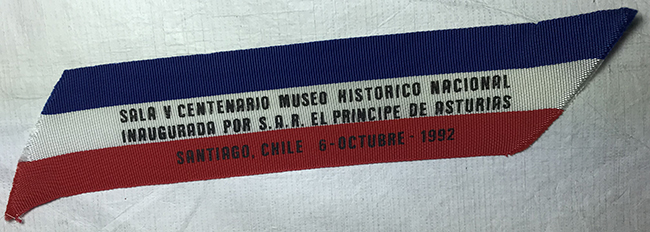 SALA V CENTENARIO MUSEO HISTORICO NACIONAL
INAUGURADA POR S.A.R. EL PRINCIPE DE ASTURIAS
SANTIAGO, CHILE 6-OCTUBRE-1992